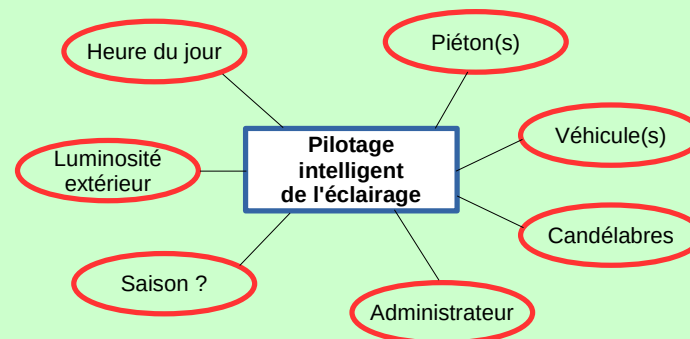 Heure du jour
Piéton(s)
Pilotage
intelligent
de l'éclairage
Véhicule(s)
Luminosité
extérieur
Candélabres
Saison ?
Administrateur